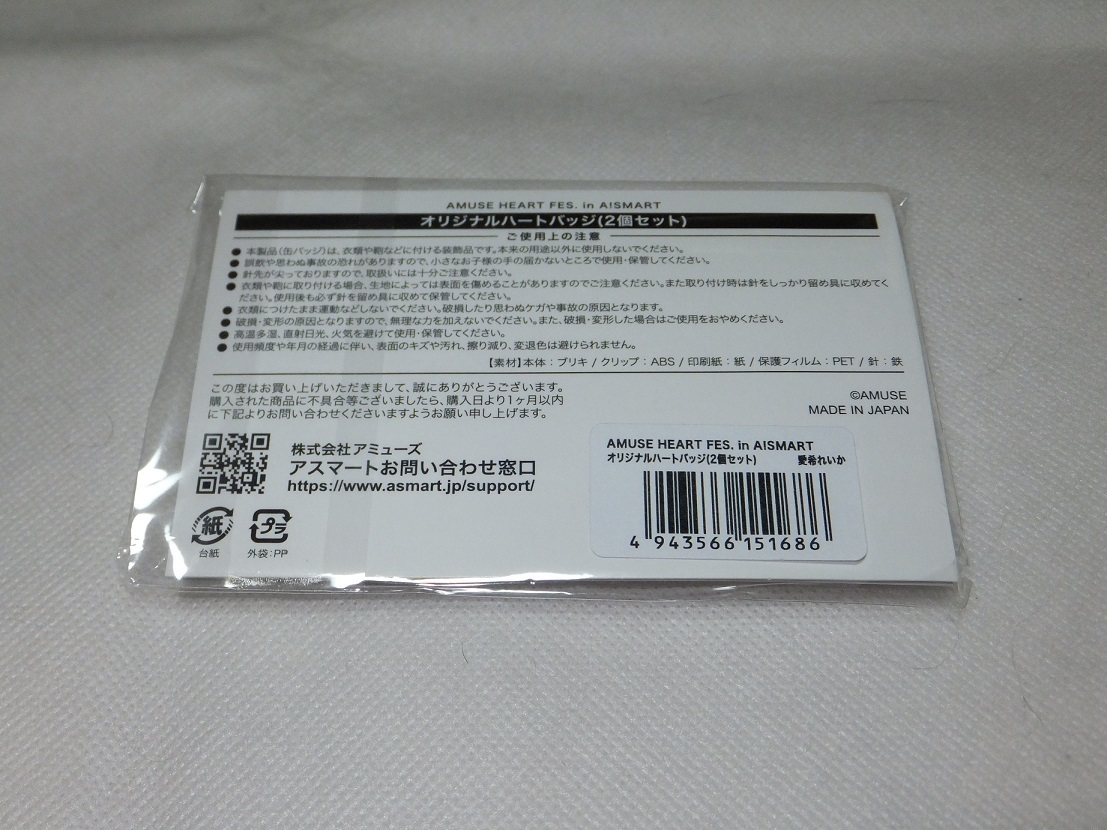 AMUSE HEART FES. in A!SMART
オリジナルハートバッジ(2個セット)
ご使用上の注意
● 本製品(缶バッジ)は、衣類や鞄などに付ける装飾品です。本来の用途以外に使用しないでください。
● 誤飲や思わぬ事故の恐れがありますので、小さなお子様の手の届かないところで使用・保管してください。
● 針先が尖っておりますので、取扱いには十分ご注意ください。
● 衣類や鞄に取り付ける場合、生地によっては表面を傷めることがありますのでご注意ください。また取り付け時は針をしっかり留め具に収めてく
ださい。使用後も必ず針を留め具に収めて保管してください。
● 衣類につけたまま運動などしないでください。破損したり思わぬケガや事故の原因となります。
● 破損・変形の原因となりますので、無理な力を加えないでください。また、破損・変形した場合はご使用をおやめください。
● 高温多湿、直射日光、火気を避けて使用・保管してください。
● 使用頻度や年月の経過に伴い、表面のキズや汚れ、擦り減り、変退色は避けられません。
【素材】本体:ブリキ / クリップ:ABS / 印刷紙:紙 / 保護フィルム:PET / 針:鉄
この度はお買い上げいただきまして、誠にありがとうございます。
購入された商品に不具合等ございましたら、購入日より1ヶ月以内
に下記よりお問い合わせくださいますようお願い申し上げます。
©AMUSE
MADE IN JAPAN
株式会社アミューズ
アスマートお問い合わせ窓口
https://www.asmart.jp/support/
紙
台紙
プラ
外袋:PP
AMUSE HEART FES. in A!SMART
オリジナルハートバッジ(2個セット) 愛希れいか
4 943566 151686